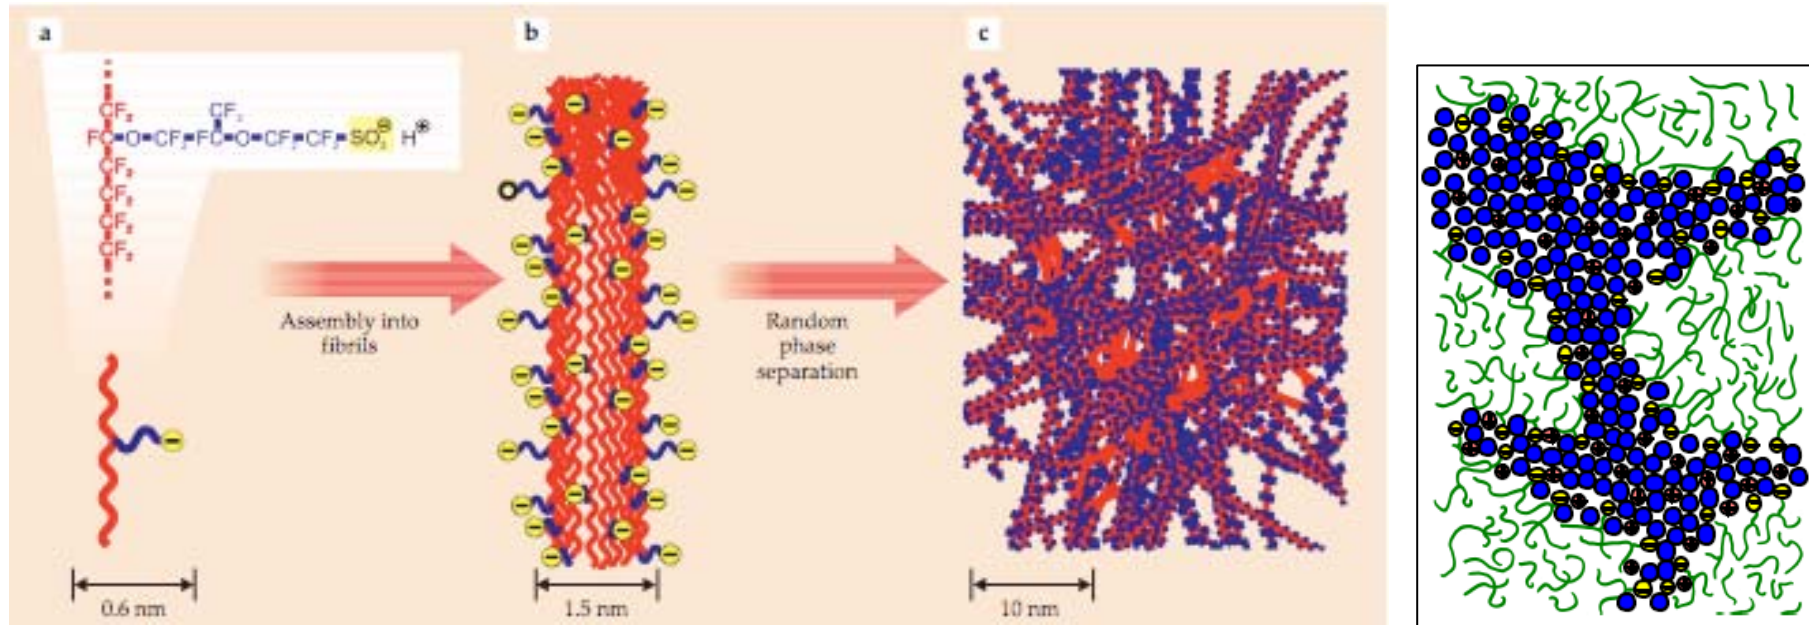 a
b
c
CF₂
CF₃
FC-O-CF₂-FC-O-CF₂-CF₂-SO₃⊖ H⊕
CF₂
CF₂
CF₂
CF₂
Assembly into
fibrils
Random
phase
separation
0.6 nm
1.5 nm
10 nm